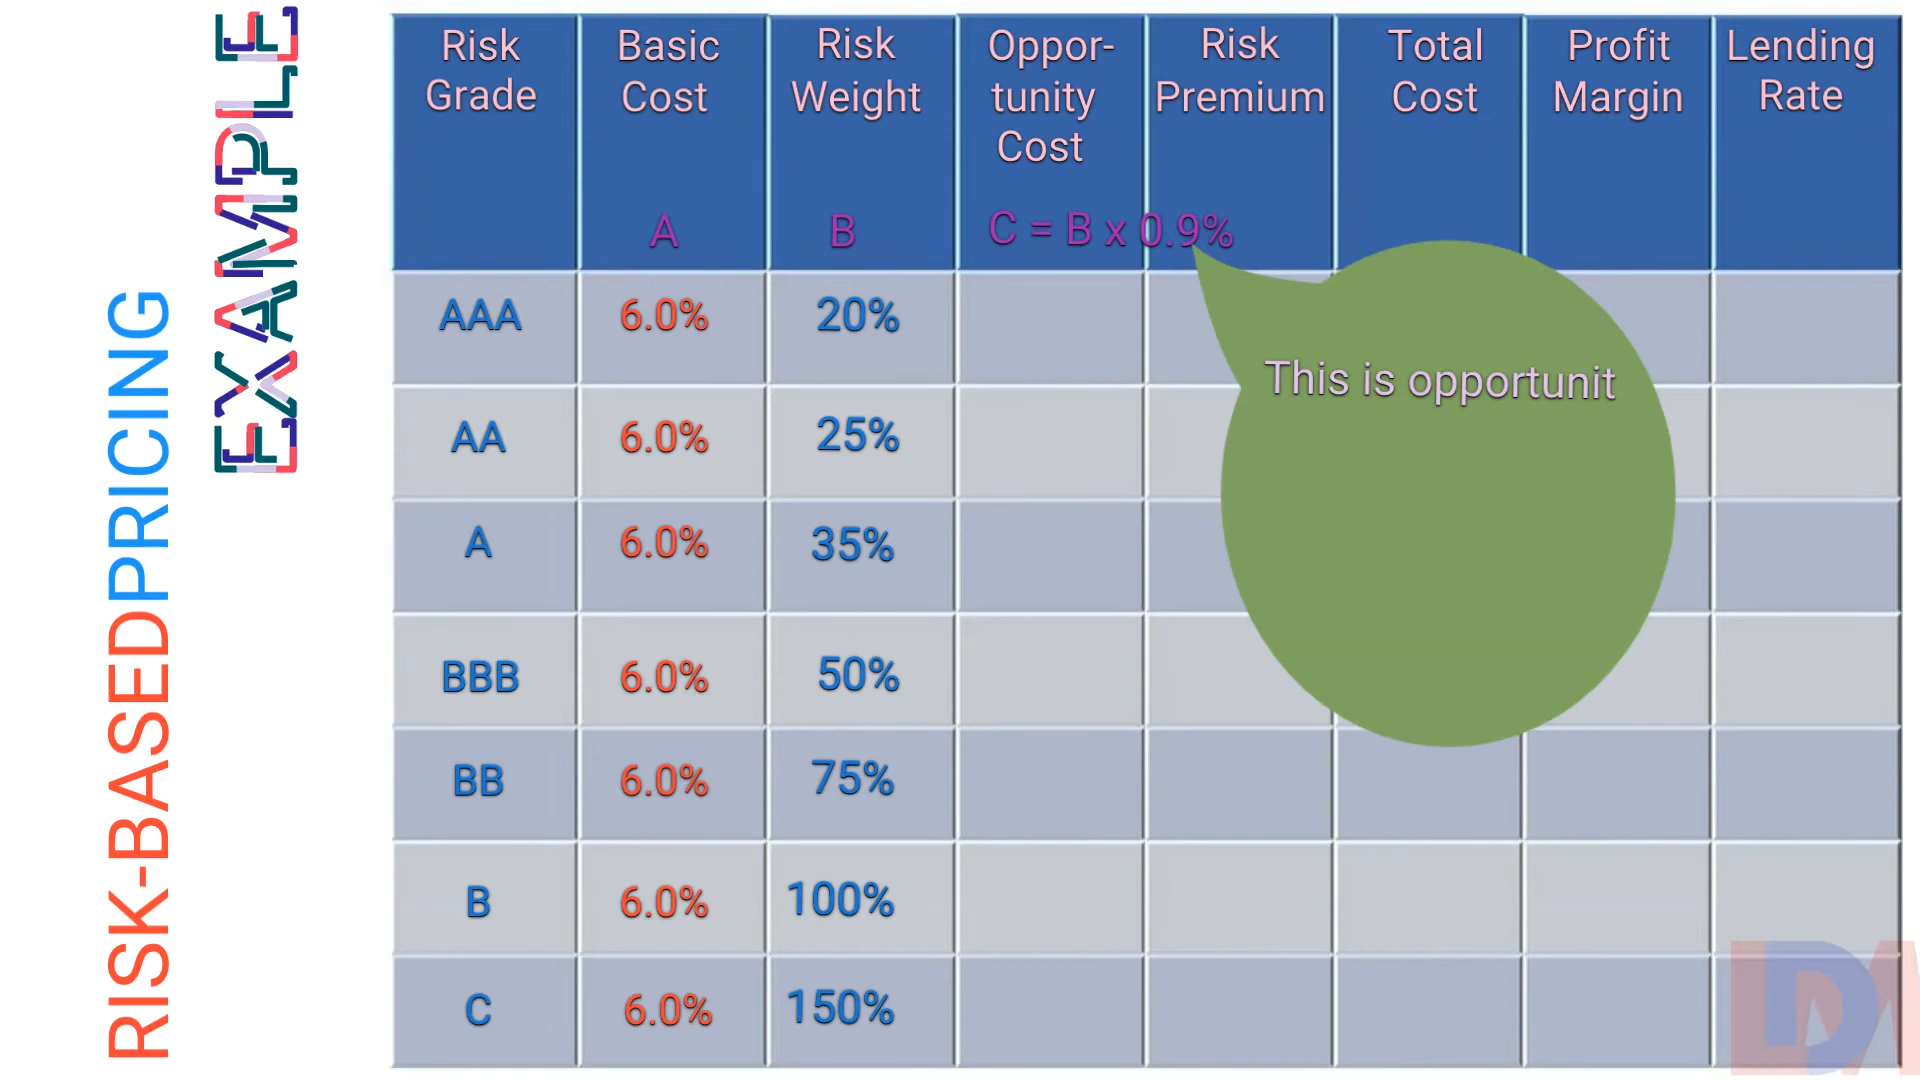 RISK-BASEDPRICING
EXAMPLE
Risk Grade
Basic Cost
Risk Weight
Oppor-tunity Cost
Risk Premium
Total Cost
Profit Margin
Lending Rate
A
B
C = B x 0.9%
This is opportunit
AAA 6.0% 20%
AA 6.0% 25%
A 6.0% 35%
BBB 6.0% 50%
BB 6.0% 75%
B 6.0% 100%
C 6.0% 150%